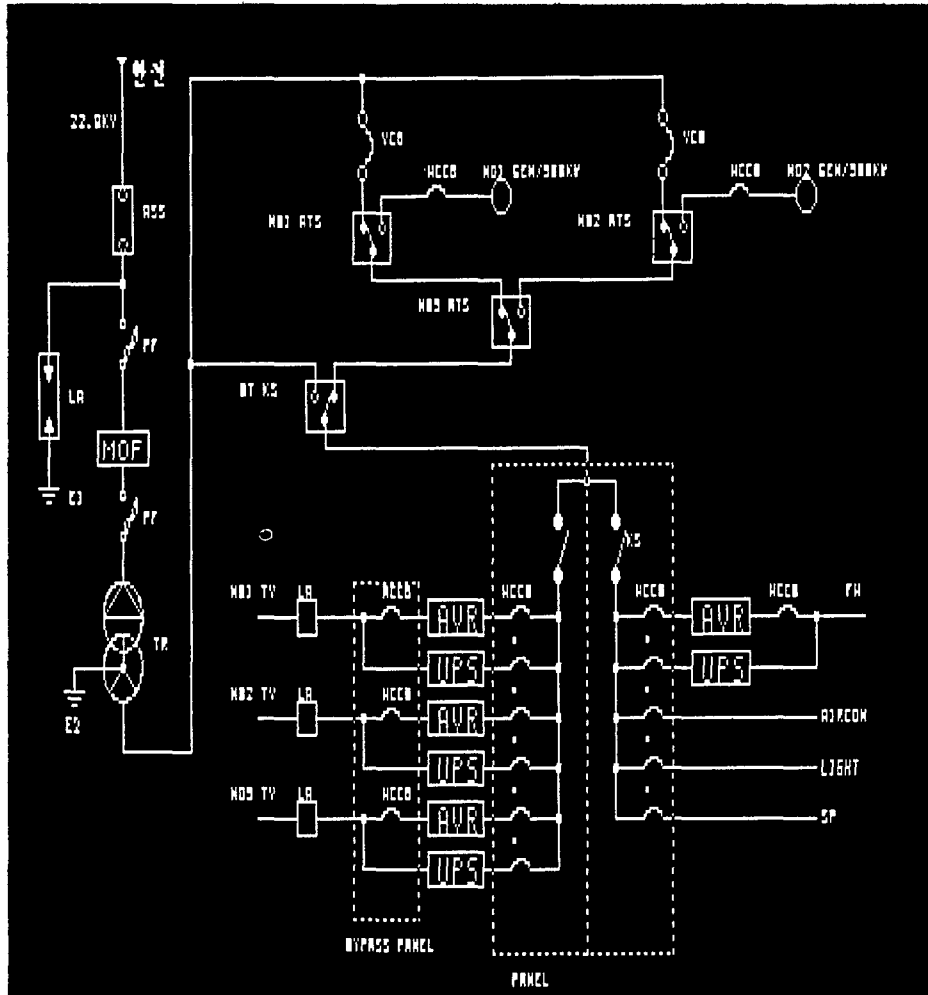 22.9KV
ASS
PF
LA
MOF
E1
PF
TR
E2
VCB
VCB
MCCB
NO1 GEN/300KW
MCCB
NO2 GEN/300KW
NO1 ATS
NO2 ATS
NO3 ATS
BT KS
KS
NO1 TV
LA
MCCB
AVR
MCCB
MCCB
AVR
MCCB
FM
UPS
UPS
NO2 TV
LA
MCCB
AVR
AIRCON
UPS
LIGHT
NO3 TV
LA
MCCB
AVR
SP
UPS
BYPASS PANEL
PANEL